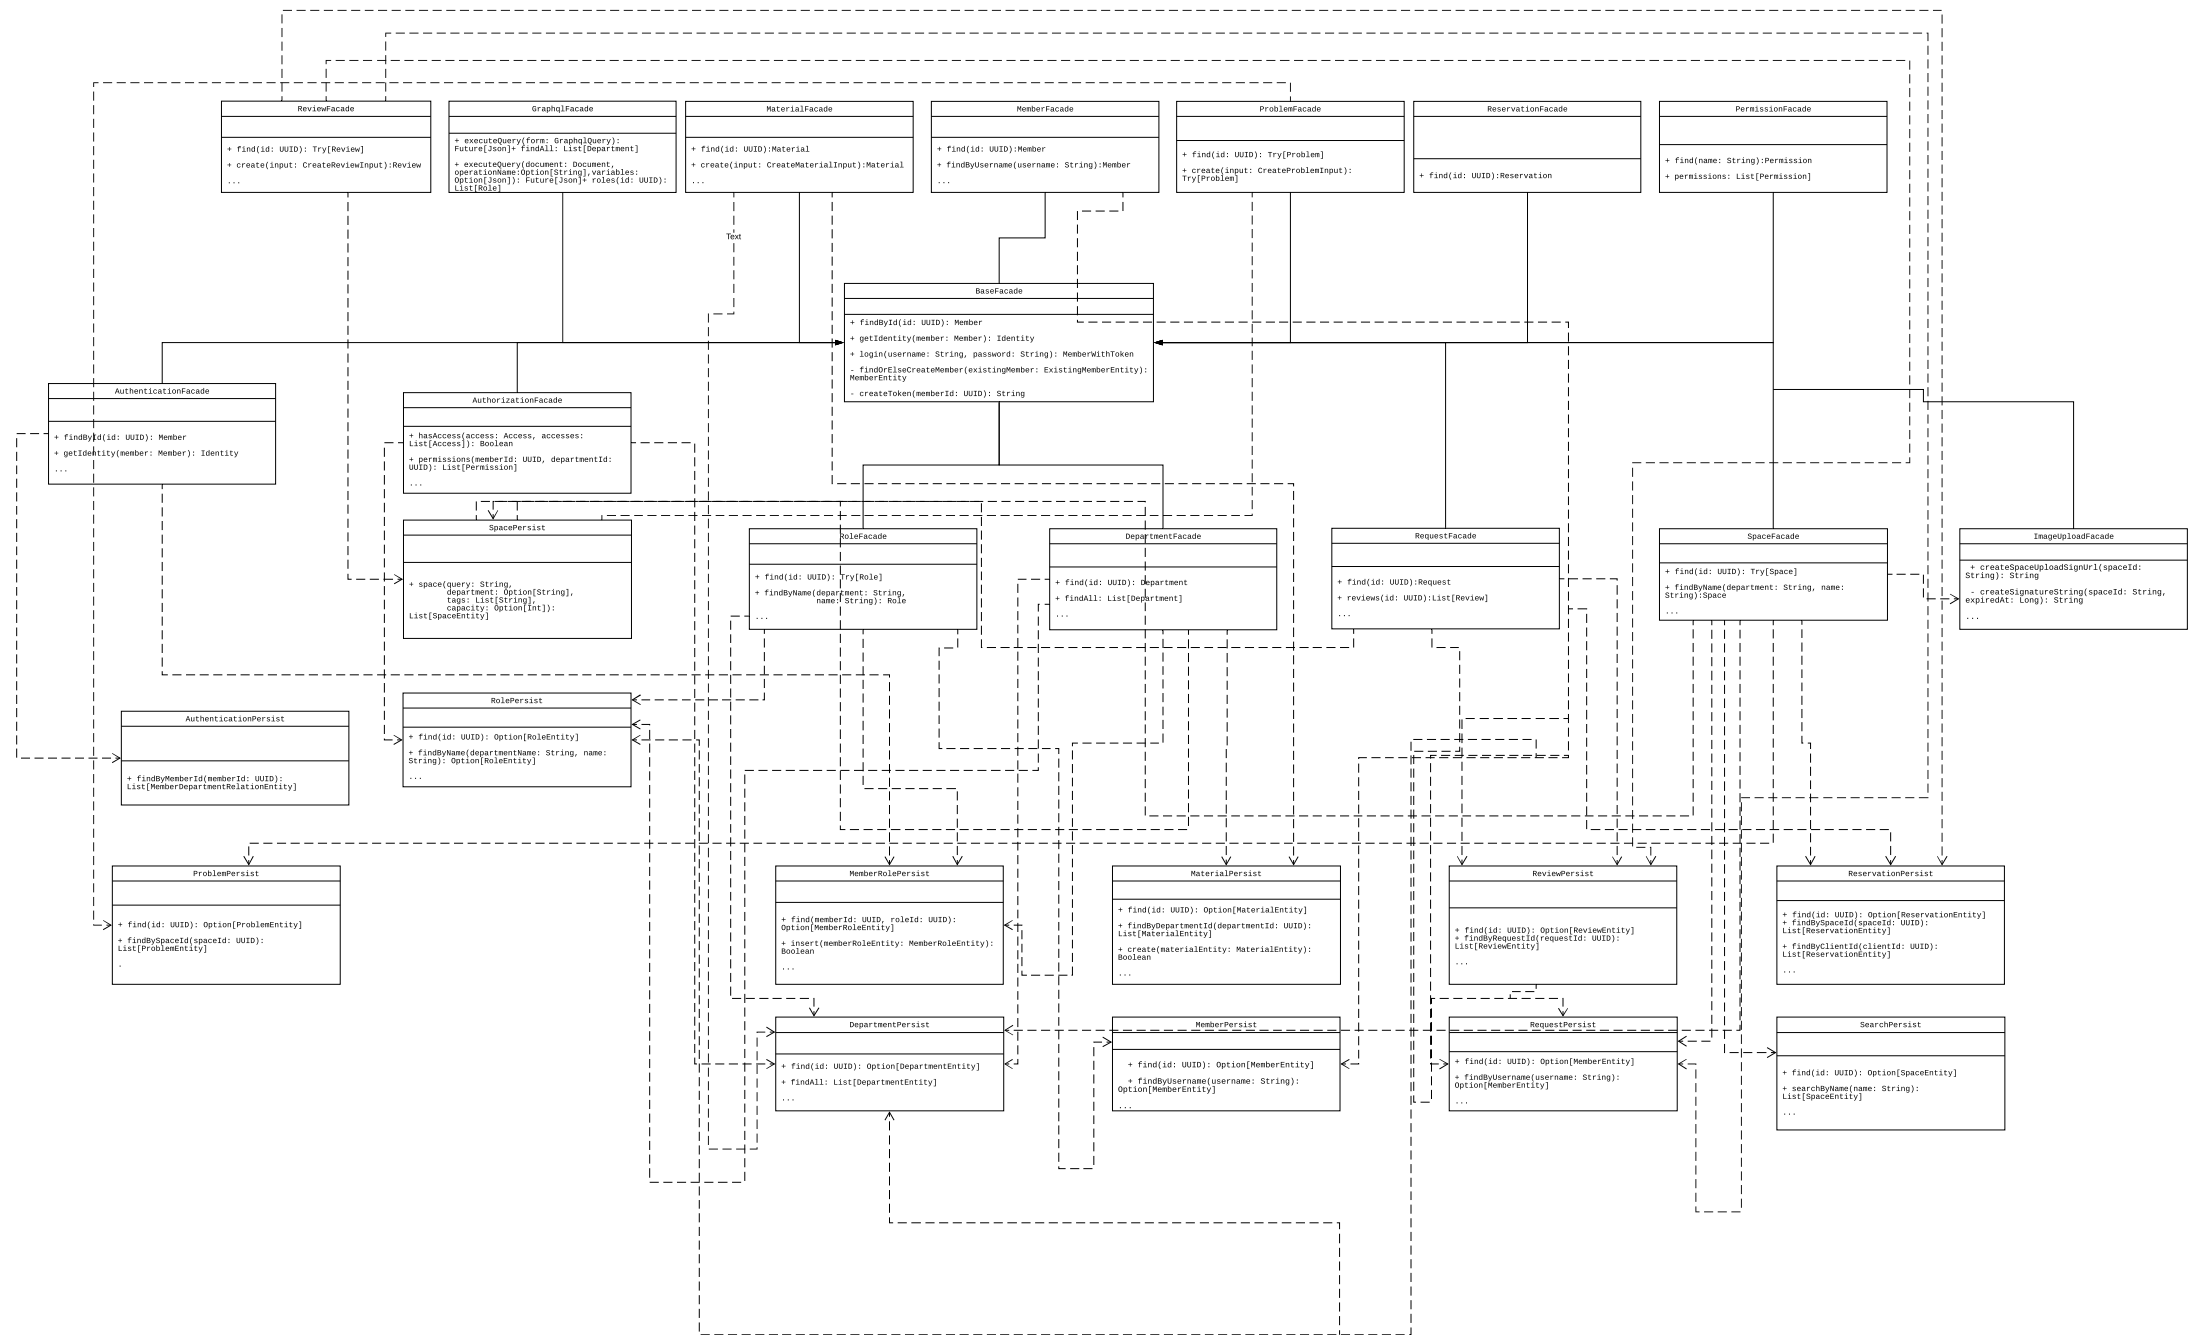 ReviewFacade
+ find(id: UUID): Try[Review]
+ create(input: CreateReviewInput):Review
...
GraphqlFacade
+ executeQuery(form: GraphqlQuery):
Future[Json]+ findAll: List[Department]
+ executeQuery(document: Document,
operationName:Option[String],variables:
Option[Json]): Future[Json]+ roles(id: UUID):
List[Role]
MaterialFacade
+ find(id: UUID):Material
+ create(input: CreateMaterialInput):Material
...
MemberFacade
+ find(id: UUID):Member
+ findByUsername(username: String):Member
...
ProblemFacade
+ find(id: UUID): Try[Problem]
+ create(input: CreateProblemInput):
Try[Problem]
ReservationFacade
+ find(id: UUID):Reservation
PermissionFacade
+ find(name: String):Permission
+ permissions: List[Permission]
Text
BaseFacade
+ findById(id: UUID): Member
+ getIdentity(member: Member): Identity
+ login(username: String, password: String): MemberWithToken
- findOrElseCreateMember(existingMember: ExistingMemberEntity):
MemberEntity
- createToken(memberId: UUID): String
AuthenticationFacade
+ findById(id: UUID): Member
+ getIdentity(member: Member): Identity
...
AuthorizationFacade
+ hasAccess(access: Access, accesses:
List[Access]): Boolean
+ permissions(memberId: UUID, departmentId:
UUID): List[Permission]
...
SpacePersist
+ space(query: String,
department: Option[String],
tags: List[String],
capacity: Option[Int]):
List[SpaceEntity]
RoleFacade
+ find(id: UUID): Try[Role]
+ findByName(department: String,
name: String): Role
...
DepartmentFacade
+ find(id: UUID): Department
+ findAll: List[Department]
...
RequestFacade
+ find(id: UUID):Request
+ reviews(id: UUID):List[Review]
...
SpaceFacade
+ find(id: UUID): Try[Space]
+ findByName(department: String, name:
String):Space
...
ImageUploadFacade
+ createSpaceUploadSignUrl(spaceId:
String): String
- createSignatureString(spaceId: String,
expiredAt: Long): String
...
AuthenticationPersist
+ findByMemberId(memberId: UUID):
List[MemberDepartmentRelationEntity]
RolePersist
+ find(id: UUID): Option[RoleEntity]
+ findByName(departmentName: String, name:
String): Option[RoleEntity]
...
ProblemPersist
+ find(id: UUID): Option[ProblemEntity]
+ findBySpaceId(spaceId: UUID):
List[ProblemEntity]
.
MemberRolePersist
+ find(memberId: UUID, roleId: UUID):
Option[MemberRoleEntity]
+ insert(memberRoleEntity: MemberRoleEntity):
Boolean
...
MaterialPersist
+ find(id: UUID): Option[MaterialEntity]
+ findByDepartmentId(departmentId: UUID):
List[MaterialEntity]
+ create(materialEntity: MaterialEntity):
Boolean
...
ReviewPersist
+ find(id: UUID): Option[ReviewEntity]
+ findByRequestId(requestId: UUID):
List[ReviewEntity]
...
ReservationPersist
+ find(id: UUID): Option[ReservationEntity]
+ findBySpaceId(spaceId: UUID):
List[ReservationEntity]
+ findByClientId(clientId: UUID):
List[ReservationEntity]
...
DepartmentPersist
+ find(id: UUID): Option[DepartmentEntity]
+ findAll: List[DepartmentEntity]
...
MemberPersist
+ find(id: UUID): Option[MemberEntity]
+ findByUsername(username: String):
Option[MemberEntity]
...
RequestPersist
+ find(id: UUID): Option[MemberEntity]
+ findByUsername(username: String):
Option[MemberEntity]
...
SearchPersist
+ find(id: UUID): Option[SpaceEntity]
+ searchByName(name: String):
List[SpaceEntity]
...